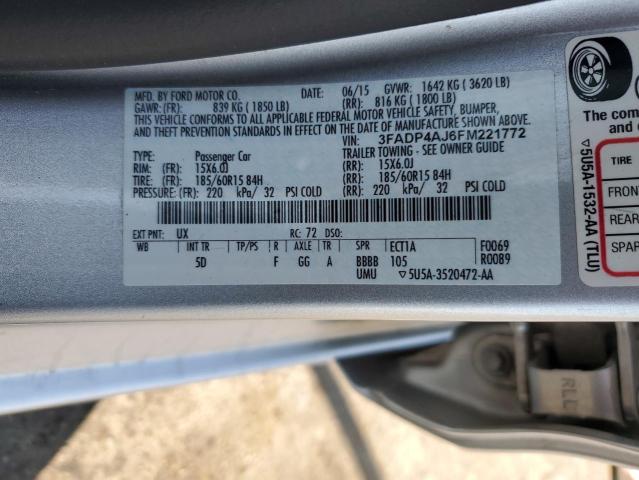 MFD. BY FORD MOTOR CO.
DATE: 06/15 GVWR: 1642 KG ( 3620 LB)
GAWR: (FR): 839 KG ( 1850 LB) (RR): 816 KG ( 1800 LB)
THIS VEHICLE CONFORMS TO ALL APPLICABLE FEDERAL MOTOR VEHICLE SAFETY, BUMPER,
AND THEFT PREVENTION STANDARDS IN EFFECT ON THE DATE OF MANUFACTURE SHOWN ABOVE.
VIN: 3FADP4AJ6FM221772
TYPE: Passenger Car TRAILER TOWING - SEE OWNER GUIDE
RIM: (FR): 15X6.0J (RR): 15X6.0J
TIRE: (FR): 185/60R15 84H (RR): 185/60R15 84H
PRESSURE: (FR): 220 kPa/ 32 PSI COLD (RR): 220 kPa/ 32 PSI COLD
EXT PNT: UX RC: 72 DSO:
WB INT TR TP/PS R AXLE TR SPR ECT1A F0069
5D F GG A BBBB 105 R0089
UMU ▽5U5A-3520472-AA
The com
▽5U5A-1532-AA (TLU)
TIRE
FRONT
REAR
SPAR
RLL